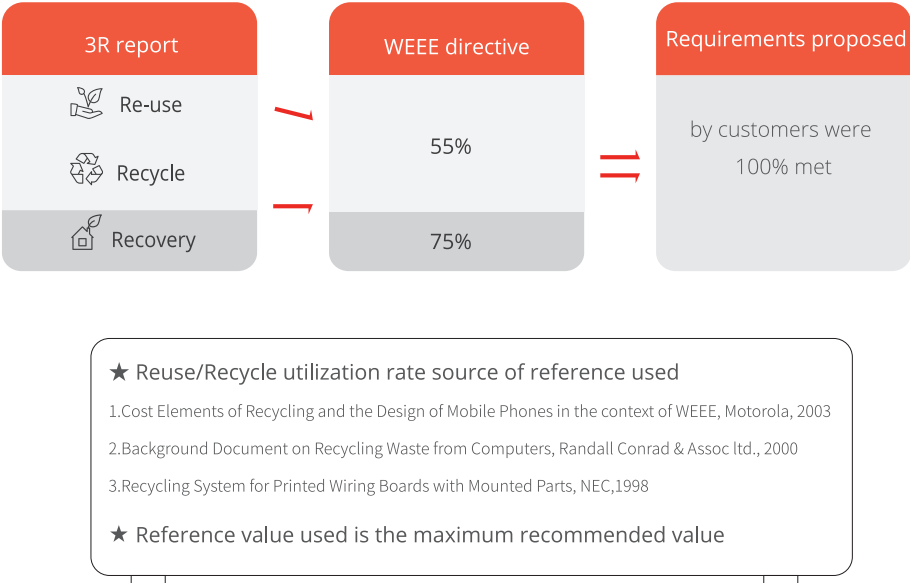 3R report
Re-use
Recycle
Recovery
WEEE directive
55%
75%
Requirements proposed
by customers were
100% met
★ Reuse/Recycle utilization rate source of reference used
1.Cost Elements of Recycling and the Design of Mobile Phones in the context of WEEE, Motorola, 2003
2.Background Document on Recycling Waste from Computers, Randall Conrad & Assoc ltd., 2000
3.Recycling System for Printed Wiring Boards with Mounted Parts, NEC,1998
★ Reference value used is the maximum recommended value